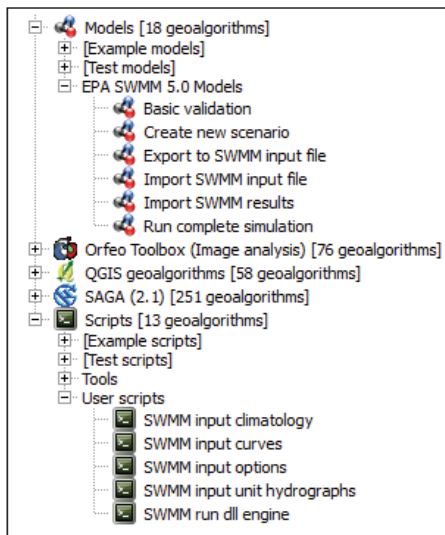 Models [18 geoalgorithms]
[Example models]
[Test models]
EPA SWMM 5.0 Models
Basic validation
Create new scenario
Export to SWMM input file
Import SWMM input file
Import SWMM results
Run complete simulation
Orfeo Toolbox (Image analysis) [76 geoalgorithms]
QGIS geoalgorithms [58 geoalgorithms]
SAGA (2.1) [251 geoalgorithms]
Scripts [13 geoalgorithms]
[Example scripts]
[Test scripts]
Tools
User scripts
SWMM input climatology
SWMM input curves
SWMM input options
SWMM input unit hydrographs
SWMM run dll engine